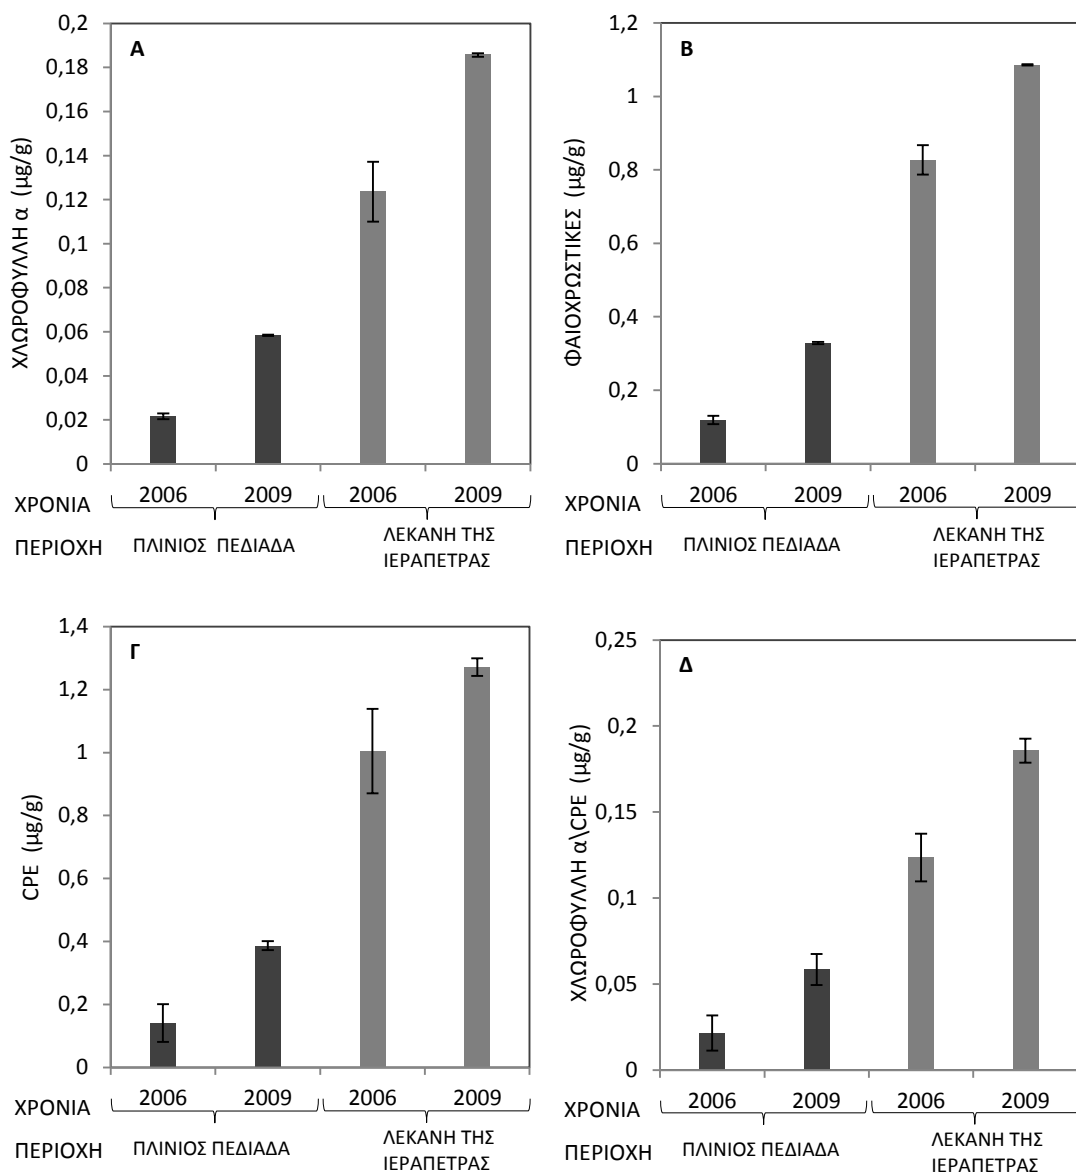 Α
ΧΛΩΡΟΦΥΛΛΗ α (μg/g)
0,2
0,18
0,16
0,14
0,12
0,1
0,08
0,06
0,04
0,02
0
ΧΡΟΝΙΑ 2006 2009 2006 2009
ΠΕΡΙΟΧΗ ΠΛΙΝΙΟΣ ΠΕΔΙΑΔΑ ΛΕΚΑΝΗ ΤΗΣ
ΙΕΡΑΠΕΤΡΑΣ
Β
ΦΑΙΟΧΡΩΣΤΙΚΕΣ (μg/g)
1,2
1
0,8
0,6
0,4
0,2
0
ΧΡΟΝΙΑ 2006 2009 2006 2009
ΠΕΡΙΟΧΗ ΠΛΙΝΙΟΣ ΠΕΔΙΑΔΑ ΛΕΚΑΝΗ ΤΗΣ
ΙΕΡΑΠΕΤΡΑΣ
Γ
CPE (μg/g)
1,4
1,2
1
0,8
0,6
0,4
0,2
0
ΧΡΟΝΙΑ 2006 2009 2006 2009
ΠΕΡΙΟΧΗ ΠΛΙΝΙΟΣ ΠΕΔΙΑΔΑ ΛΕΚΑΝΗ ΤΗΣ
ΙΕΡΑΠΕΤΡΑΣ
Δ
ΧΛΩΡΟΦΥΛΛΗ α\CPE (μg/g)
0,25
0,2
0,15
0,1
0,05
0
ΧΡΟΝΙΑ 2006 2009 2006 2009
ΠΕΡΙΟΧΗ ΠΛΙΝΙΟΣ ΠΕΔΙΑΔΑ ΛΕΚΑΝΗ ΤΗΣ
ΙΕΡΑΠΕΤΡΑΣ